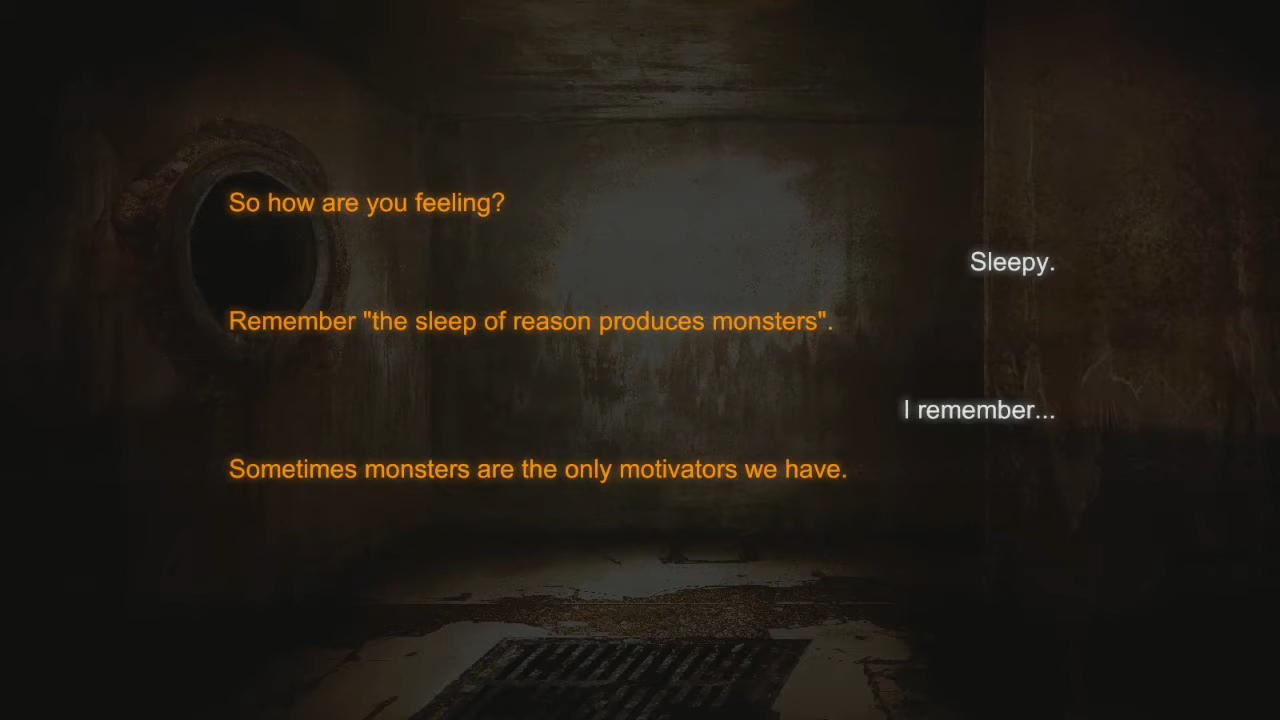 So how are you feeling?
Sleepy.
Remember "the sleep of reason produces monsters".
I remember...
Sometimes monsters are the only motivators we have.